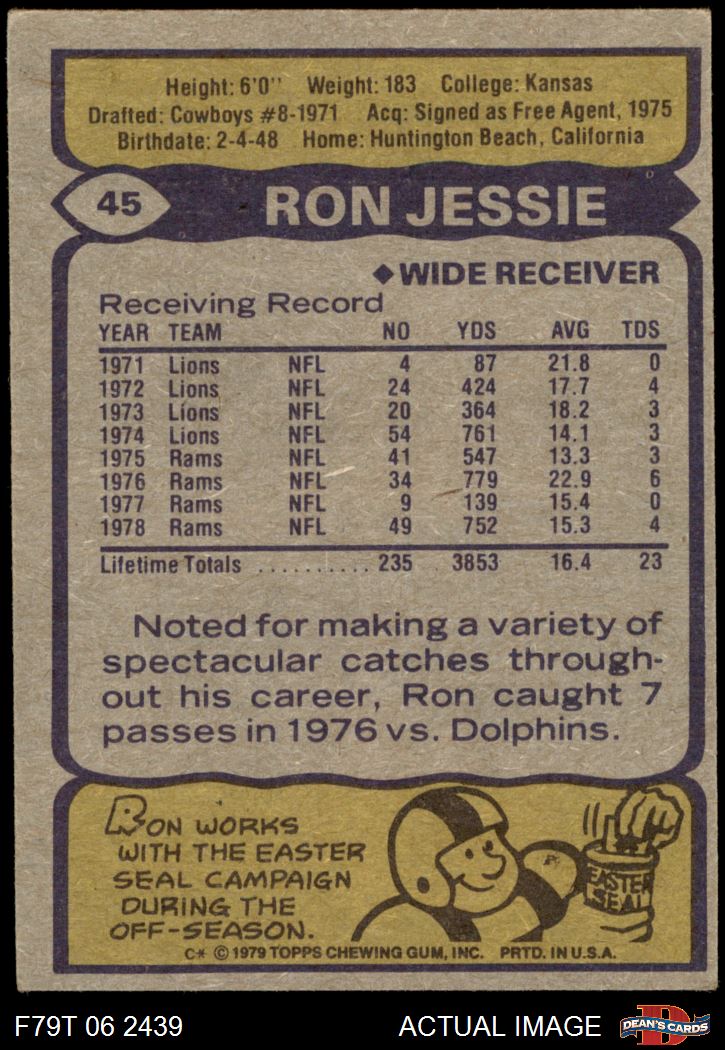 Height: 6'0" Weight: 183 College: Kansas
Drafted: Cowboys #8-1971 Acq: Signed as Free Agent, 1975
Birthdate: 2-4-48 Home: Huntington Beach, California
45 RON JESSIE
◆ WIDE RECEIVER
Receiving Record
YEAR TEAM NO YDS AVG TDS
1971 Lions NFL 4 87 21.8 0
1972 Lions NFL 24 424 17.7 4
1973 Lions NFL 20 364 18.2 3
1974 Lions NFL 54 761 14.1 3
1975 Rams NFL 41 547 13.3 3
1976 Rams NFL 34 779 22.9 6
1977 Rams NFL 9 139 15.4 0
1978 Rams NFL 49 752 15.3 4
Lifetime Totals .......... 235 3853 16.4 23
Noted for making a variety of
spectacular catches through-
out his career, Ron caught 7
passes in 1976 vs. Dolphins.
RON WORKS
WITH THE EASTER
SEAL CAMPAIGN
DURING THE
OFF-SEASON.
EASTER
SEAL
C* © 1979 TOPPS CHEWING GUM, INC. PRTD. IN U.S.A.
F79T 06 2439 ACTUAL IMAGE D DEAN'S CARDS